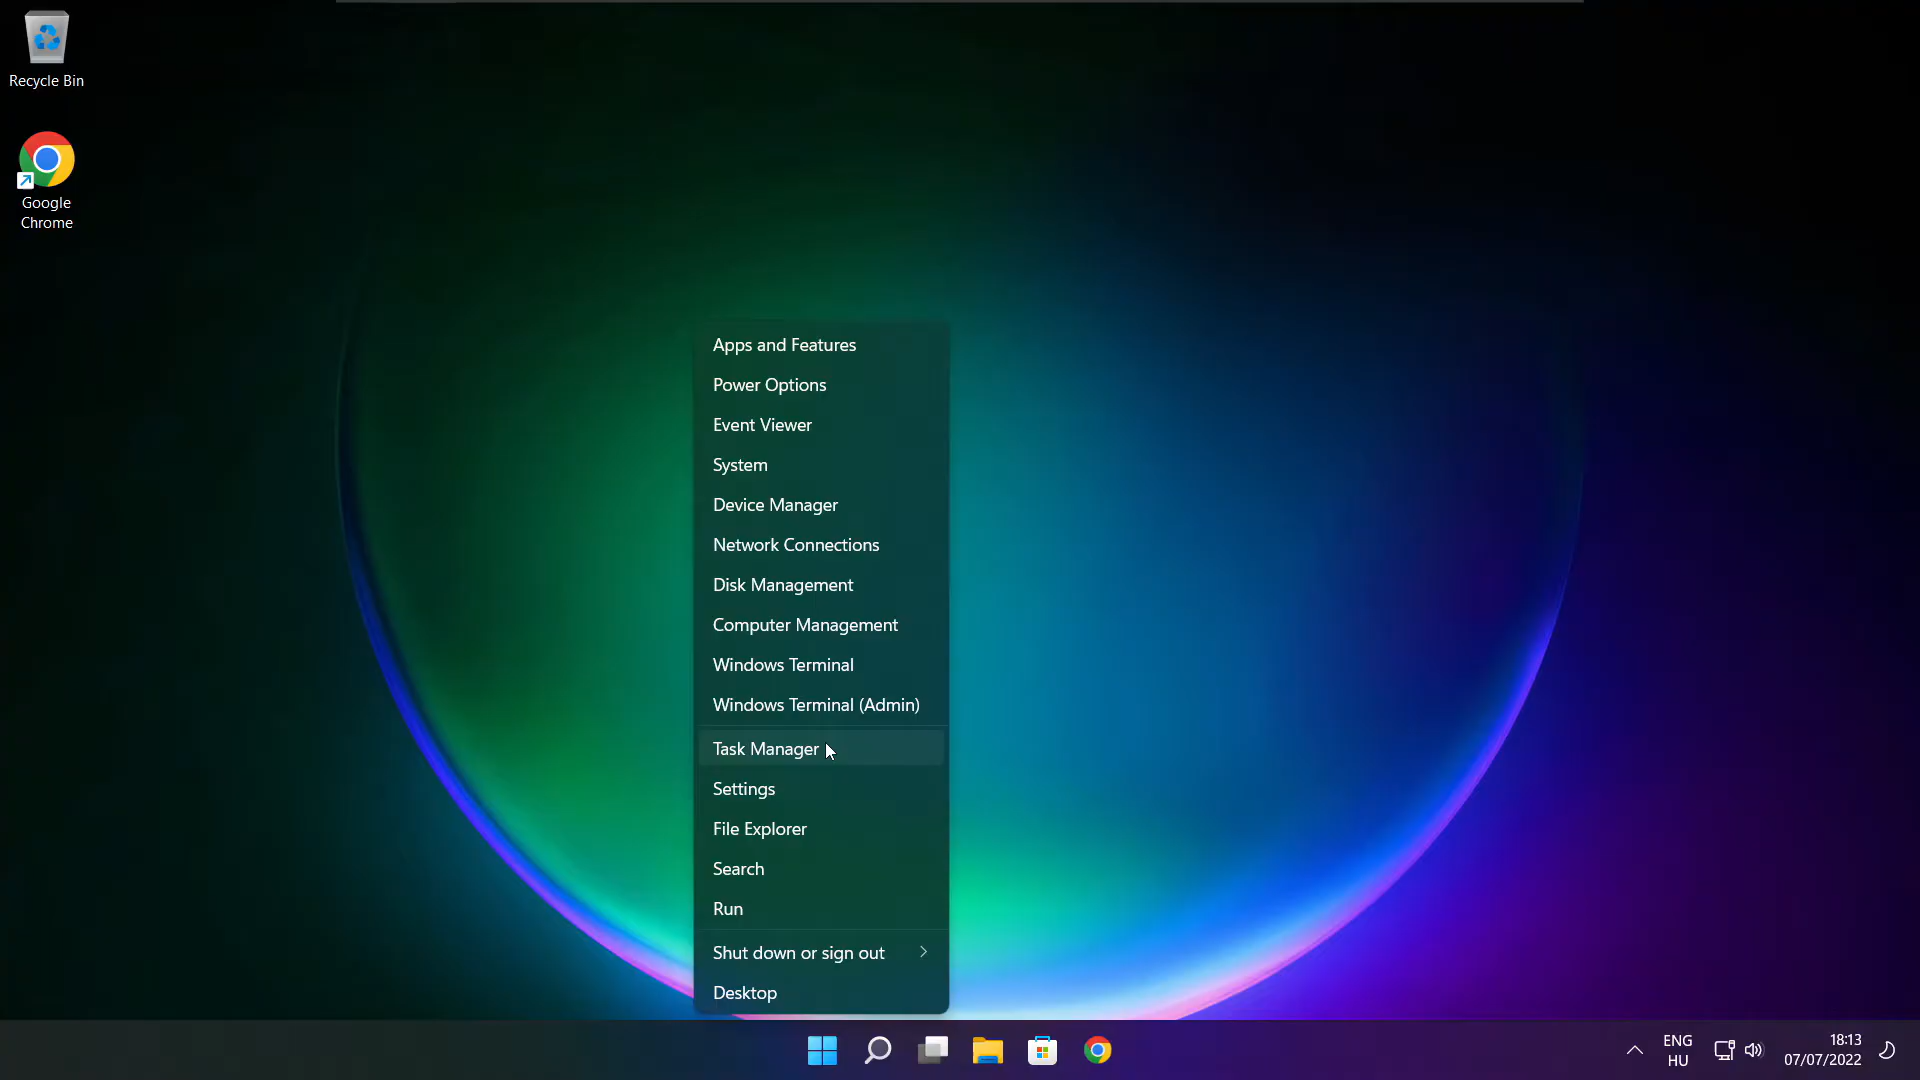 Recycle Bin
Google
Chrome
Apps and Features
Power Options
Event Viewer
System
Device Manager
Network Connections
Disk Management
Computer Management
Windows Terminal
Windows Terminal (Admin)
Task Manager
Settings
File Explorer
Search
Run
Shut down or sign out
Desktop
ENG
HU
18:13
07/07/2022